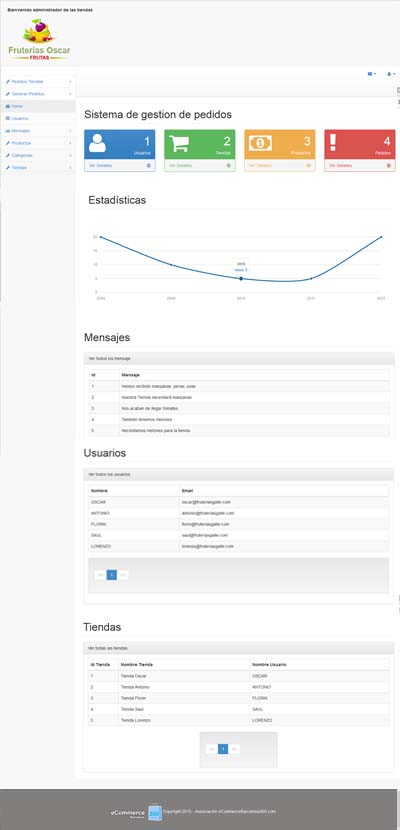 Bienvenido administrador de las tiendas
Fruterias Oscar
FRUTAS
Pedidos Tiendas
General Pedidos
Home
Usuarios
Mensajes
Productos
Categorias
Tiendas
Sistema de gestion de pedidos
1
Usuarios
Ver Detalles
2
Tiendas
Ver Detalles
3
Productos
Ver Detalles
4
Pedidos
Ver Detalles
Estadísticas
20
15
10
5
0
2010
value: 5
2008 2009 2010 2011 2012
Mensajes
Ver todos los mensaje
Id Mensaje
1 Hemos recibido manzanas, peras, uvas
2 Nuestra Tienda necesitará manzanas
3 Nos acaban de llegar tomates
4 También tenemos melones
5 Necesitamos melones para la tienda
Usuarios
Ver todos los usuarios
Nombre Email
OSCAR oscar@fruteriasgaile.com
ANTONIO antonio@fruteriasgaile.com
FLORIN florin@fruteriasgaile.com
SAUL saul@fruteriasgaile.com
LORENZO lorenzo@fruteriasgaile.com
1
Tiendas
Ver todas las tiendas
Id Tienda Nombre Tienda Nombre Usuario
1 Tienda Oscar OSCAR
2 Tienda Antonio ANTONIO
3 Tienda Florin FLORIN
4 Tienda Saul SAUL
5 Tienda Lorenzo LORENZO
1
eCommerce
Copyright 2015 - Asociación eCommerceBarcelona360.com